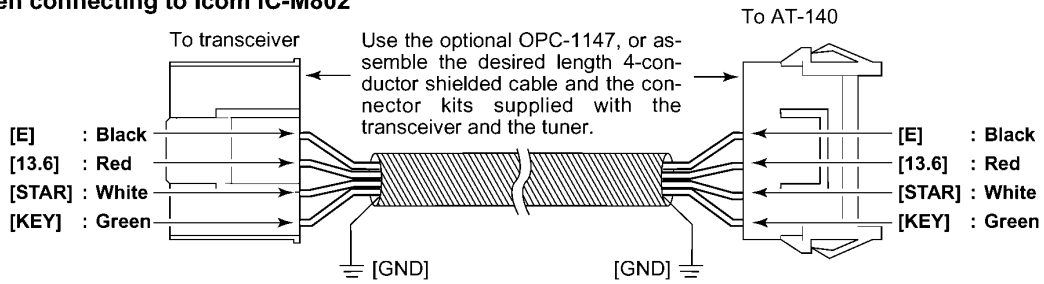 en connecting to Icom IC-M802
To AT-140
To transceiver
Use the optional OPC-1147, or as-
semble the desired length 4-con-
ductor shielded cable and the con-
nector kits supplied with the
transceiver and the tuner.
[E] : Black
[13.6] : Red
[STAR] : White
[KEY] : Green
[E] : Black
[13.6] : Red
[STAR] : White
[KEY] : Green
[GND]
[GND]